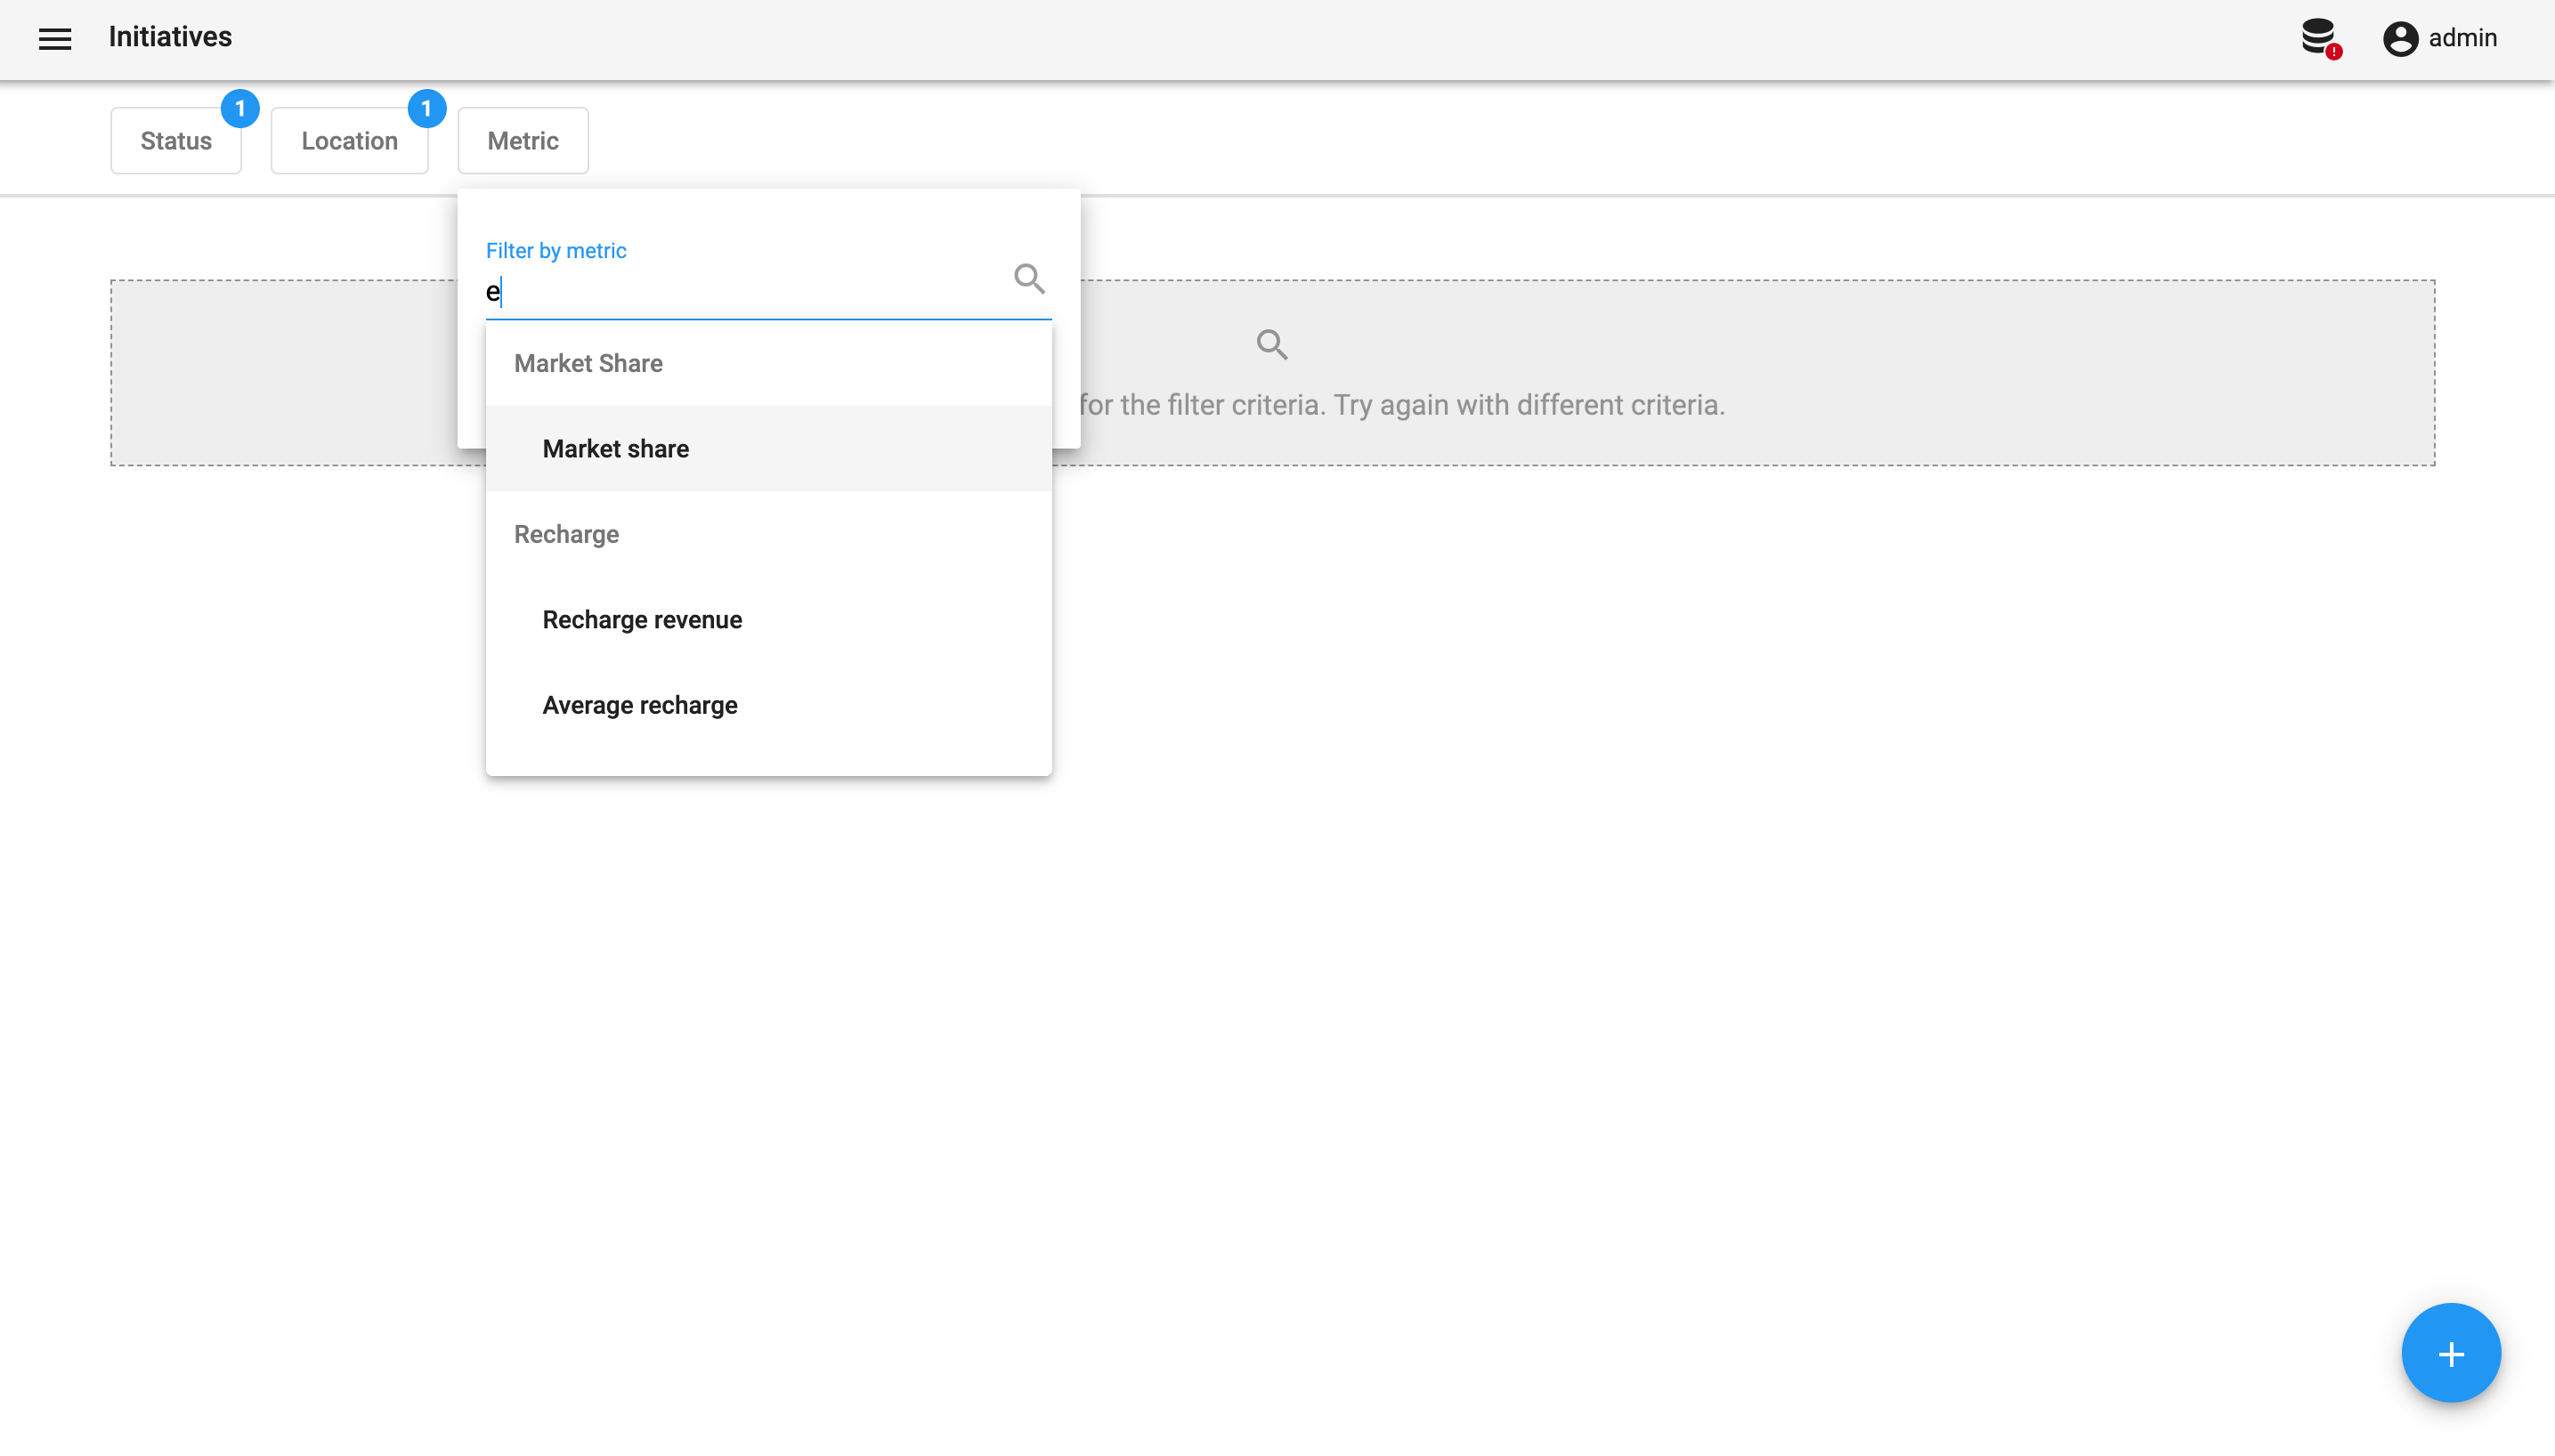 Initiatives
admin
Status
1
Location
1
Metric
Filter by metric
e
for the filter criteria. Try again with different criteria.
Market Share
Market share
Recharge
Recharge revenue
Average recharge